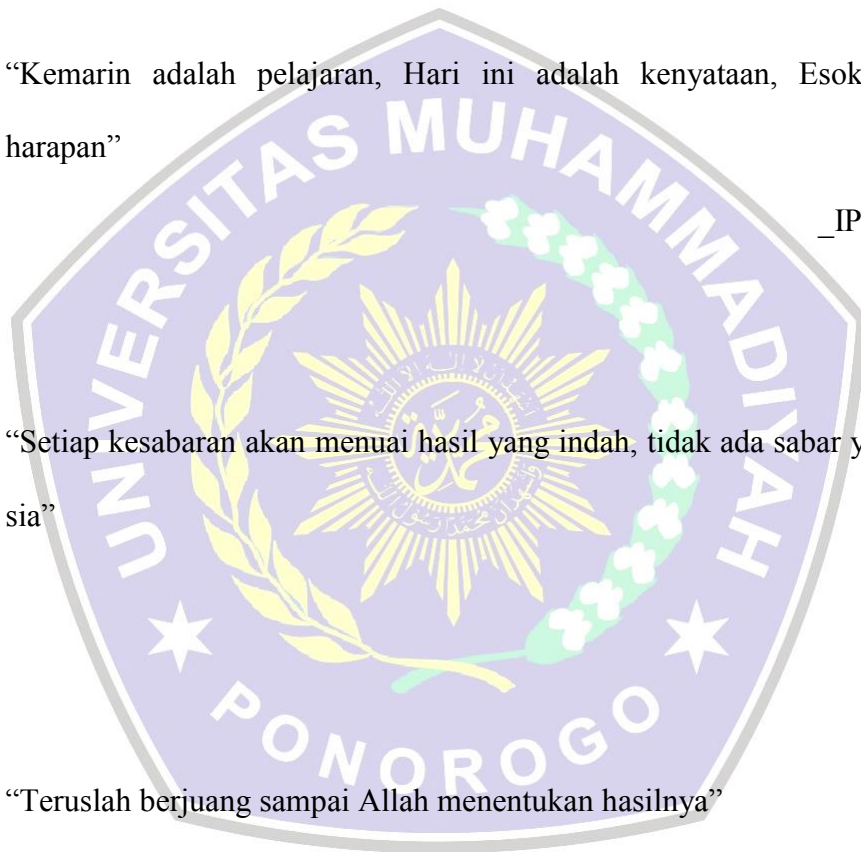 “Kemarin adalah pelajaran, Hari ini adalah kenyataan, Esok
harapan”
_IP
“Setiap kesabaran akan menuai hasil yang indah, tidak ada sabar y
sia”
“Teruslah berjuang sampai Allah menentukan hasilnya”
UNIVERSITAS MUHAMMADIYAH
PONOROGO
محمد